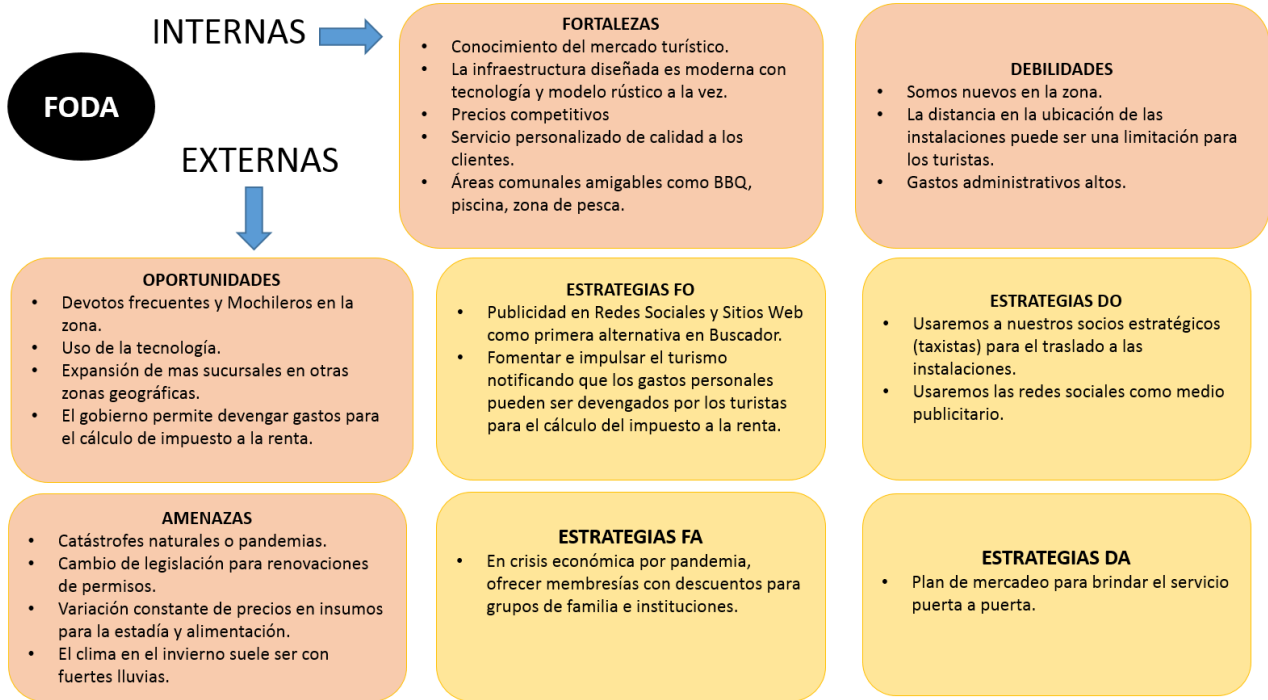 INTERNAS
FODA
EXTERNAS
FORTALEZAS
• Conocimiento del mercado turístico.
• La infraestructura diseñada es moderna con
tecnología y modelo rústico a la vez.
• Precios competitivos
• Servicio personalizado de calidad a los
clientes.
• Áreas comunales amigables como BBQ,
piscina, zona de pesca.
DEBILIDADES
• Somos nuevos en la zona.
• La distancia en la ubicación de las
instalaciones puede ser una limitación para
los turistas.
• Gastos administrativos altos.
OPORTUNIDADES
• Devotos frecuentes y Mochileros en la
zona.
• Uso de la tecnología.
• Expansión de mas sucursales en otras
zonas geográficas.
• El gobierno permite devengar gastos para
el cálculo de impuesto a la renta.
ESTRATEGIAS FO
• Publicidad en Redes Sociales y Sitios Web
como primera alternativa en Buscador.
• Fomentar e impulsar el turismo
notificando que los gastos personales
pueden ser devengados por los turistas
para el cálculo del impuesto a la renta.
ESTRATEGIAS DO
• Usaremos a nuestros socios estratégicos
(taxistas) para el traslado a las
instalaciones.
• Usaremos las redes sociales como medio
publicitario.
AMENAZAS
• Catástrofes naturales o pandemias.
• Cambio de legislación para renovaciones
de permisos.
• Variación constante de precios en insumos
para la estadía y alimentación.
• El clima en el invierno suele ser con
fuertes lluvias.
ESTRATEGIAS FA
• En crisis económica por pandemia,
ofrecer membresías con descuentos para
grupos de familia e instituciones.
ESTRATEGIAS DA
• Plan de mercadeo para brindar el servicio
puerta a puerta.